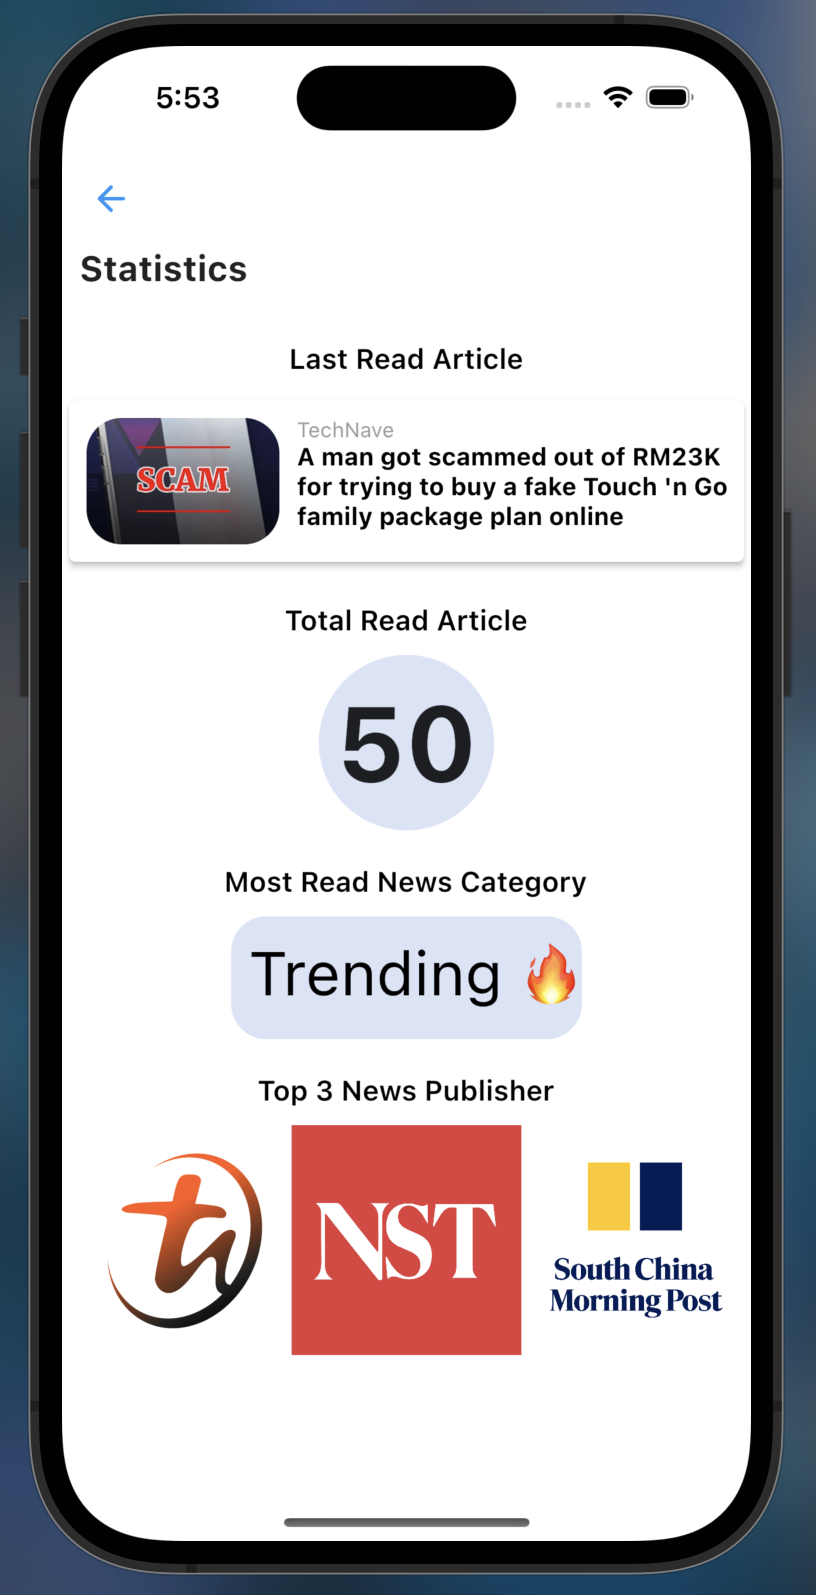 5:53
Statistics
Last Read Article
SCAM
TechNave
A man got scammed out of RM23K
for trying to buy a fake Touch 'n Go
family package plan online
Total Read Article
50
Most Read News Category
Trending 🔥
Top 3 News Publisher
tn
NST
South China
Morning Post